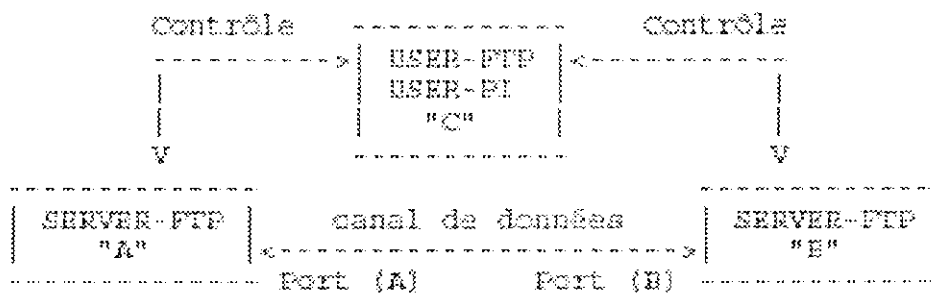 Contrôle Contrôle
USER-FTP
USER-PI
"C"
SERVER-FTP canal de données SERVER-FTP
"A" "B"
Port (A) Port (B)